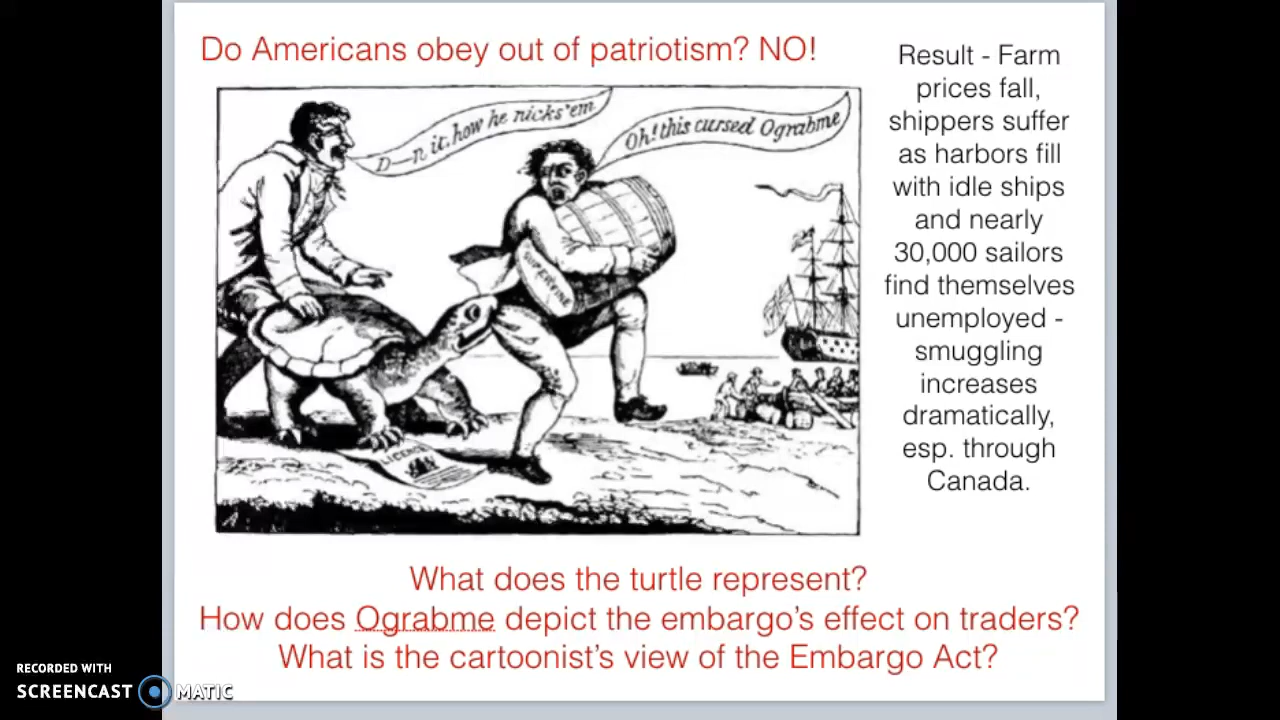 Do Americans obey out of patriotism? NO!
D—n it, how he nicks 'em
Oh! this cursed Ograbme
SUPERFINE
LICENSE
Result - Farm
prices fall,
shippers suffer
as harbors fill
with idle ships
and nearly
30,000 sailors
find themselves
unemployed -
smuggling
increases
dramatically,
esp. through
Canada.
What does the turtle represent?
How does Ograbme depict the embargo's effect on traders?
What is the cartoonist's view of the Embargo Act?
RECORDED WITH
SCREENCAST MATIC